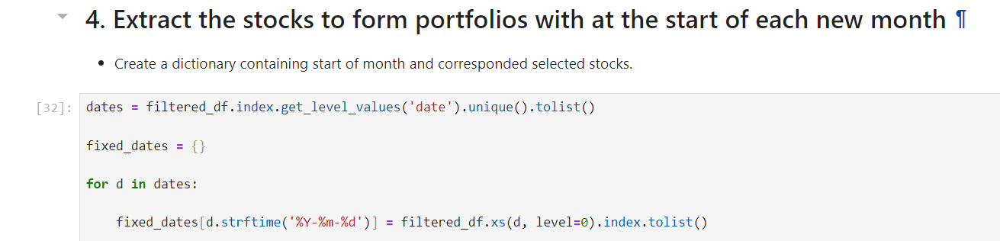 4. Extract the stocks to form portfolios with at the start of each new month ¶
• Create a dictionary containing start of month and corresponded selected stocks.
[32]: dates = filtered_df.index.get_level_values('date').unique().tolist()
fixed_dates = {}
for d in dates:
    fixed_dates[d.strftime('%Y-%m-%d')] = filtered_df.xs(d, level=0).index.tolist()